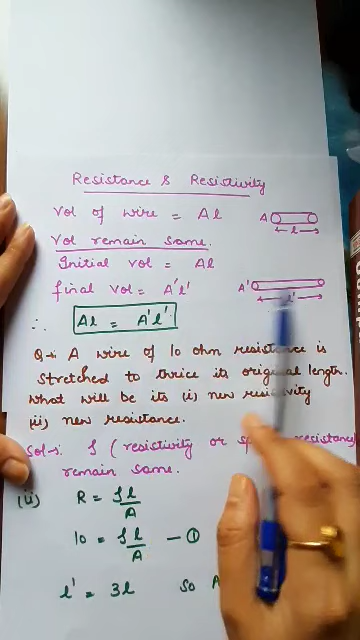 Resistance & Resistivity
Vol of wire = Al
A
l
Vol remain same.
Initial vol = Al
final vol = A'l'
A'
l'
∴ Al = A'l'
Q-: A wire of 10 ohm resistance is
stretched to thrice its original length.
What will be its (i) new resistivity
(ii) new resistance.
Sol-: ρ (resistivity or resistance
remain same.
(ii) R = ρl/A
10 = ρl/A — ①
l' = 3l so A